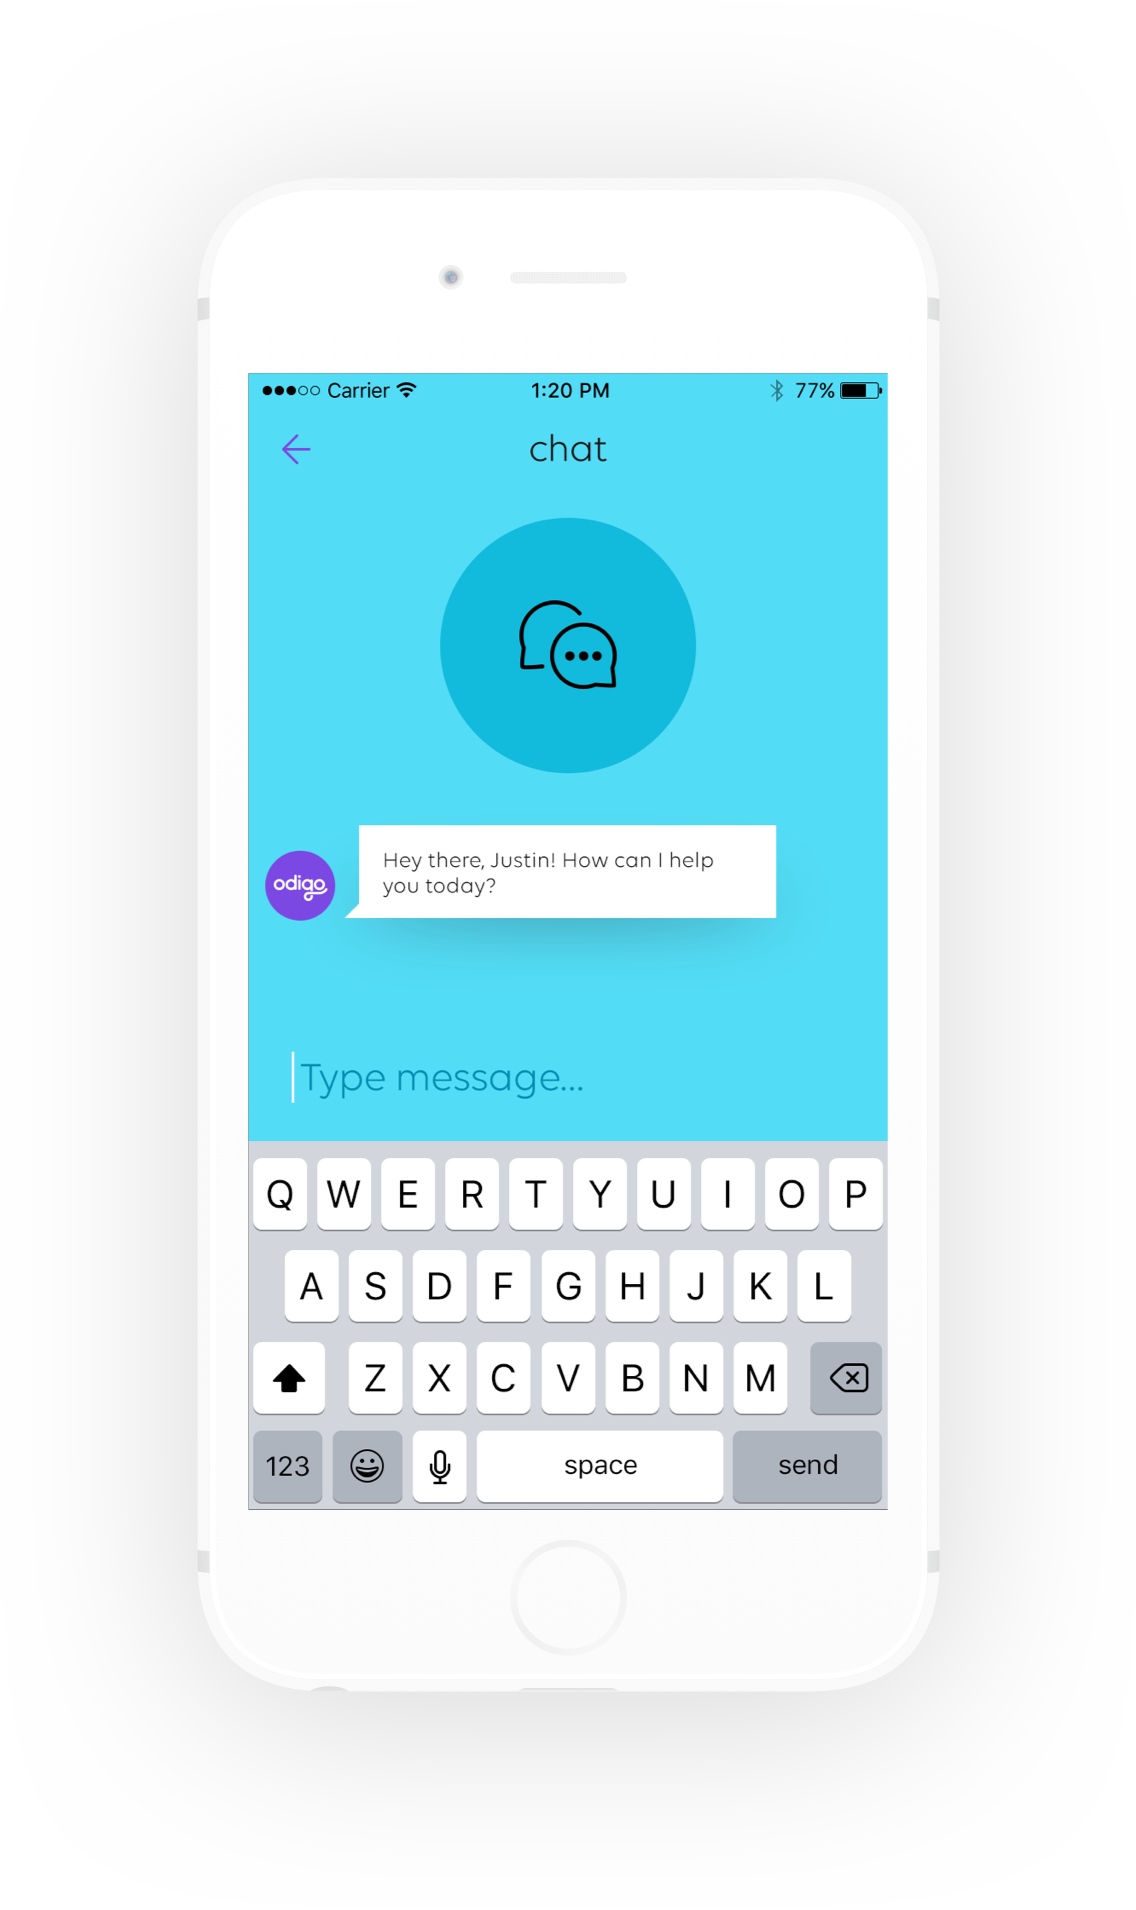 Carrier 1:20 PM 77%
chat
odigo
Hey there, Justin! How can I help
you today?
Type message...
Q W E R T Y U I O P
A S D F G H J K L
Z X C V B N M
123 space send